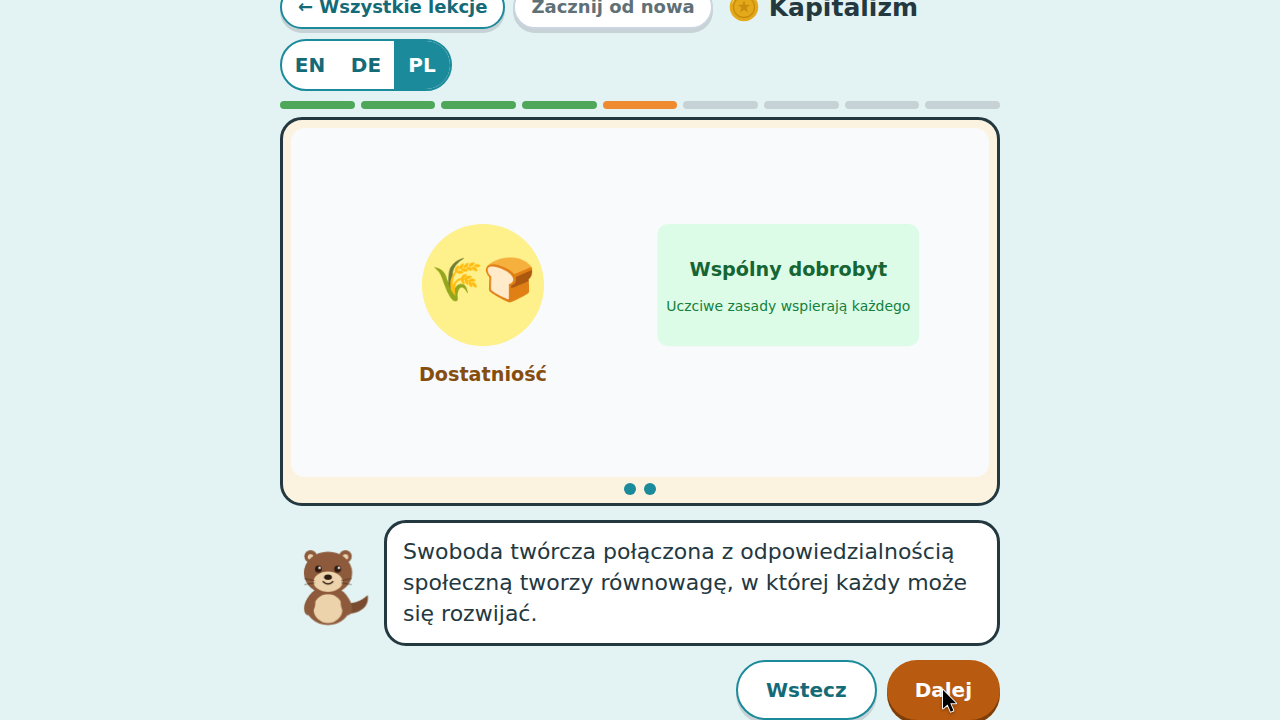 ← Wszystkie lekcje
Zacznij od nowa
Kapitalizm
EN DE PL
Wspólny dobrobyt
Uczciwe zasady wspierają każdego
Dostatniość
Swoboda twórcza połączona z odpowiedzialnością
społeczną tworzy równowagę, w której każdy może
się rozwijać.
Wstecz
Dalej